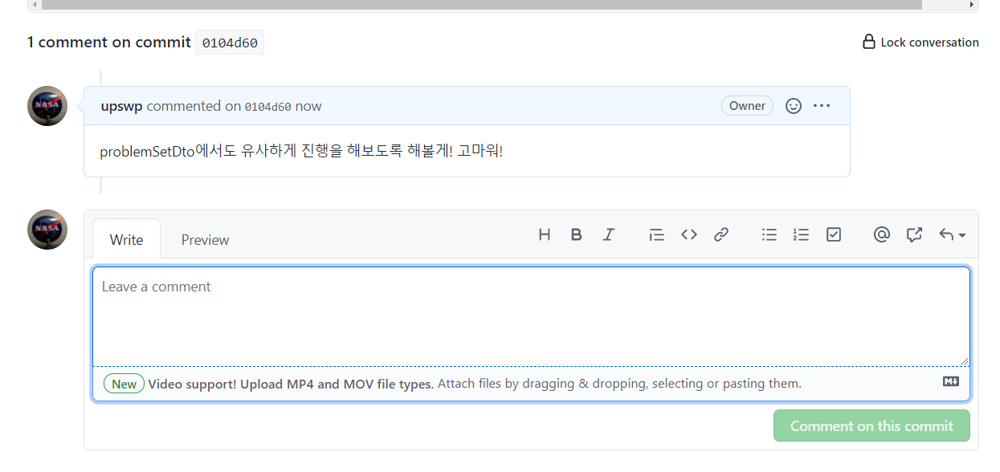 1 comment on commit 0104d60
Lock conversation
NASA
upswp commented on 0104d60 now
Owner
problemSetDto에서도 유사하게 진행을 해보도록 해볼게! 고마워!
NASA
Write
Preview
H B I
Leave a comment
New Video support! Upload MP4 and MOV file types. Attach files by dragging & dropping, selecting or pasting them.
Comment on this commit